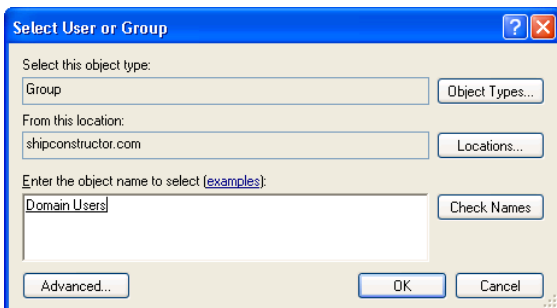 Select User or Group
Select this object type:
Group
Object Types...
From this location:
shipconstructor.com
Locations...
Enter the object name to select (examples):
Domain Users
Check Names
Advanced...
OK
Cancel